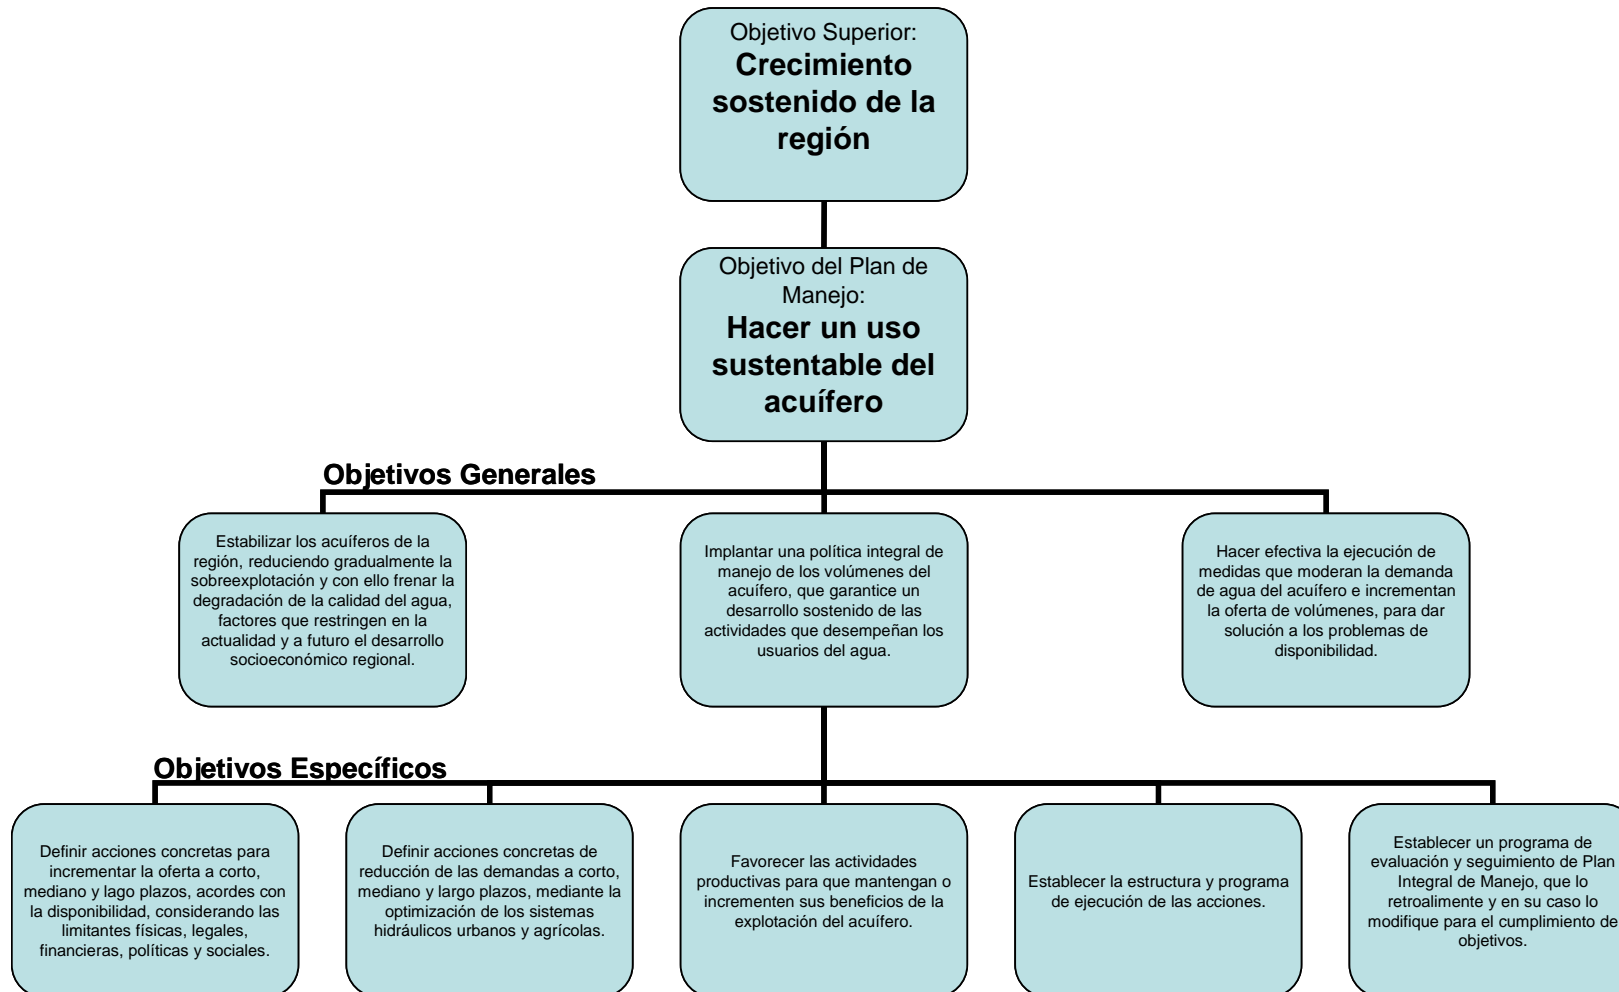 Objetivo Superior:
Crecimiento
sostenido de la
región
Objetivo del Plan de
Manejo:
Hacer un uso
sustentable del
acuífero
Objetivos Generales
Estabilizar los acuíferos de la
región, reduciendo gradualmente la
sobreexplotación y con ello frenar la
degradación de la calidad del agua,
factores que restringen en la
actualidad y a futuro el desarrollo
socioeconómico regional.
Implantar una política integral de
manejo de los volúmenes del
acuífero, que garantice un
desarrollo sostenido de las
actividades que desempeñan los
usuarios del agua.
Hacer efectiva la ejecución de
medidas que moderan la demanda
de agua del acuífero e incrementan
la oferta de volúmenes, para dar
solución a los problemas de
disponibilidad.
Objetivos Específicos
Definir acciones concretas para
incrementar la oferta a corto,
mediano y lago plazos, acordes con
la disponibilidad, considerando las
limitantes físicas, legales,
financieras, políticas y sociales.
Definir acciones concretas de
reducción de las demandas a corto,
mediano y largo plazos, mediante la
optimización de los sistemas
hidráulicos urbanos y agrícolas.
Favorecer las actividades
productivas para que mantengan o
incrementen sus beneficios de la
explotación del acuífero.
Establecer la estructura y programa
de ejecución de las acciones.
Establecer un programa de
evaluación y seguimiento de Plan
Integral de Manejo, que lo
retroalimente y en su caso lo
modifique para el cumplimiento de
objetivos.